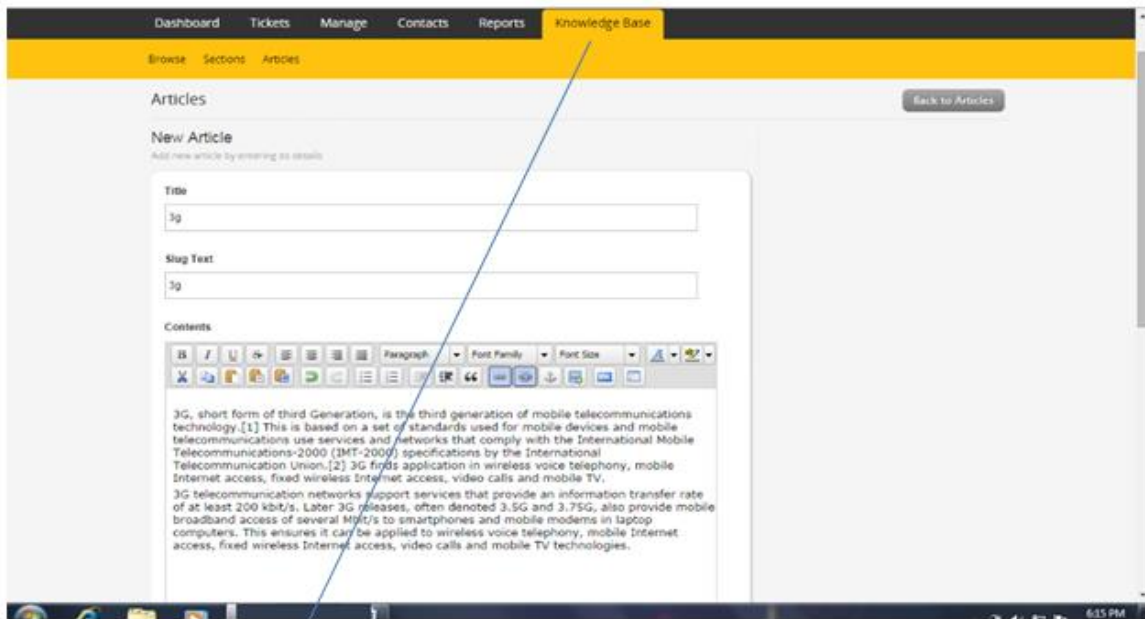 Dashboard Tickets Manage Contacts Reports Knowledge Base
Browse Sections Articles
Articles
Back to Articles
New Article
Add new article by entering its details
Title
3g
Slug Text
3g
Contents
B I U Paragraph Font Family Font Size A
3G, short form of third Generation, is the third generation of mobile telecommunications
technology.[1] This is based on a set of standards used for mobile devices and mobile
telecommunications use services and networks that comply with the International Mobile
Telecommunications-2000 (IMT-2000) specifications by the International
Telecommunication Union.[2] 3G finds application in wireless voice telephony, mobile
Internet access, fixed wireless Internet access, video calls and mobile TV.
3G telecommunication networks support services that provide an information transfer rate
of at least 200 kbit/s. Later 3G releases, often denoted 3.5G and 3.75G, also provide mobile
broadband access of several Mbit/s to smartphones and mobile modems in laptop
computers. This ensures it can be applied to wireless voice telephony, mobile Internet
access, fixed wireless Internet access, video calls and mobile TV technologies.
6:15 PM